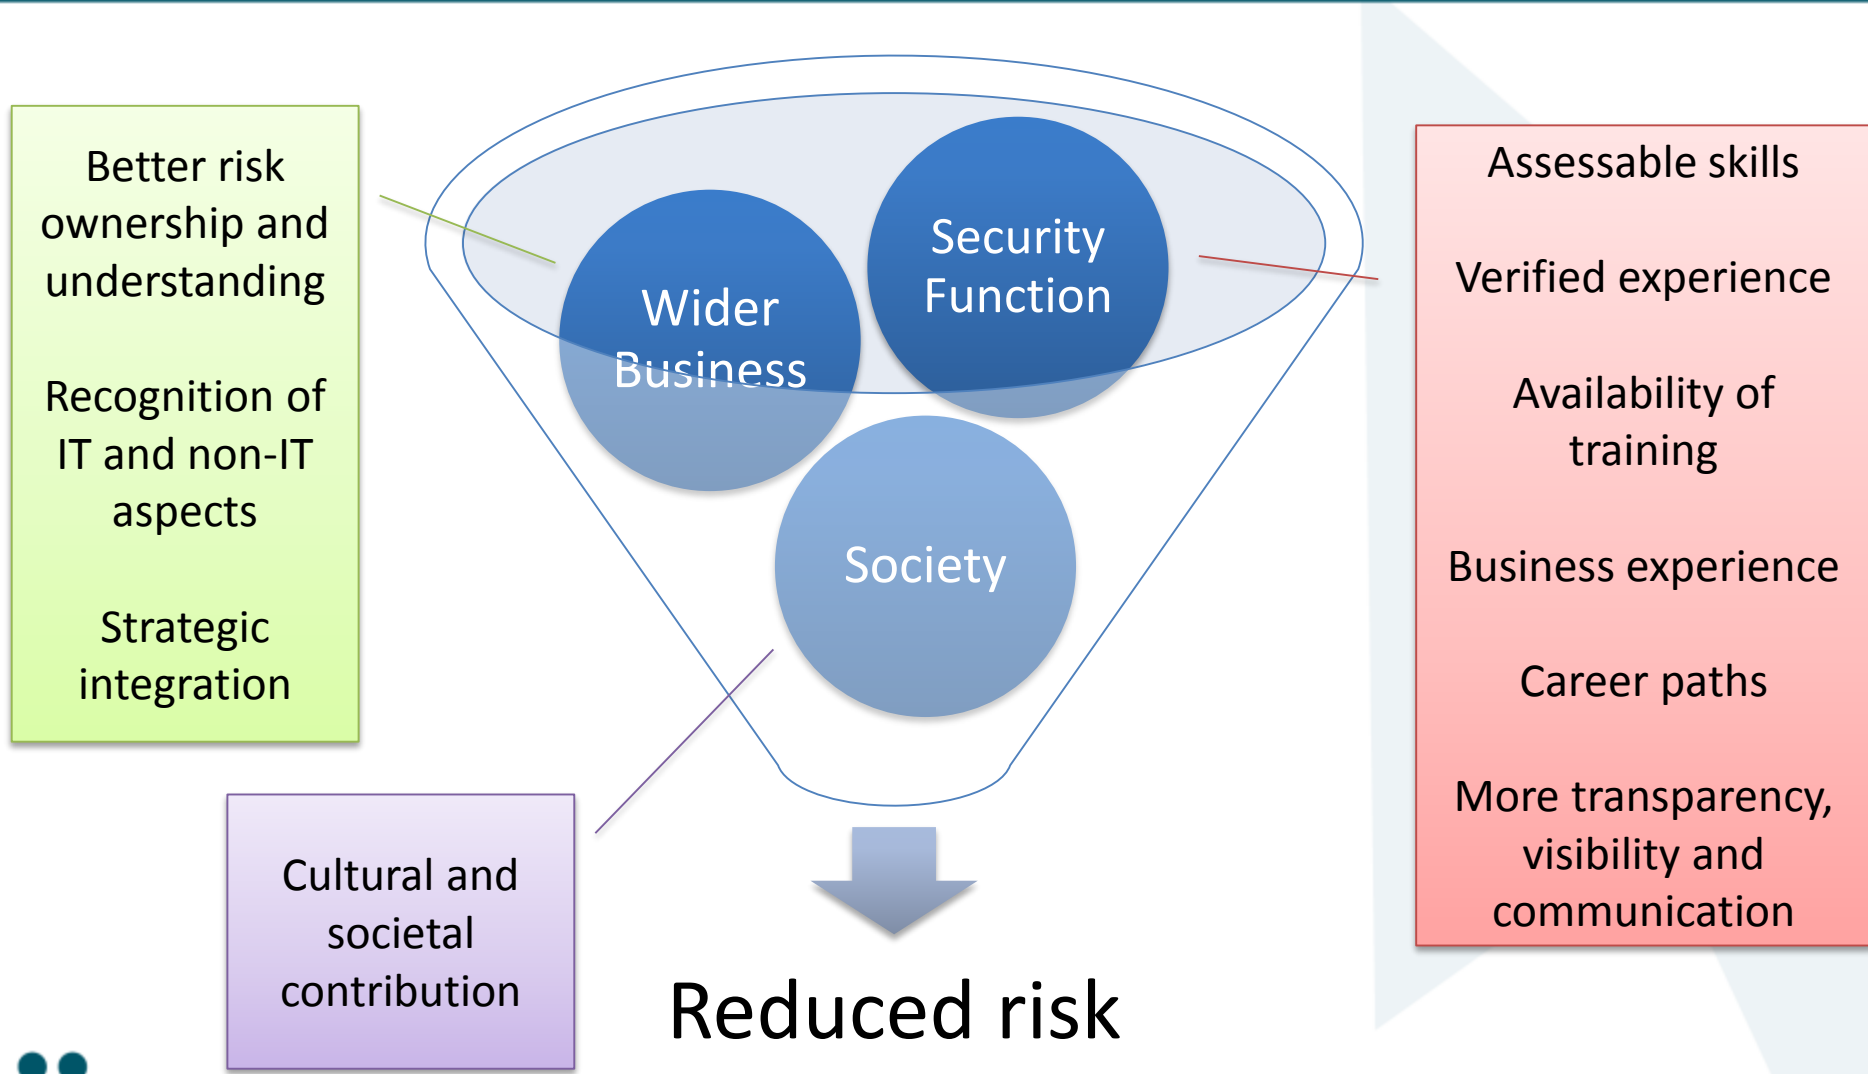 Better risk
ownership and
understanding
Recognition of
IT and non-IT
aspects
Strategic
integration
Wider
Business
Security
Function
Society
Assessable skills
Verified experience
Availability of
training
Business experience
Career paths
More transparency,
visibility and
communication
Cultural and
societal
contribution
Reduced risk